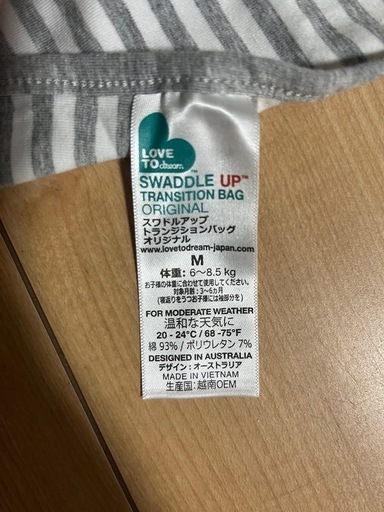 LOVE
TO dream™
SWADDLE UP™
TRANSITION BAG
ORIGINAL
スワドルアップ
トランジションバッグ
オリジナル
www.lovetodream-japan.com
M
体重: 6～8.5 kg
お子様の体重に合わせて使用してください。
対象月齢: 3～6ヵ月
(寝返りをうつお子様には袖部分を)
FOR MODERATE WEATHER
温和な天気に
20 - 24°C / 68 -75°F
綿 93% / ポリウレタン 7%
DESIGNED IN AUSTRALIA
デザイン : オーストラリア
MADE IN VIETNAM
生産国: 越南OEM